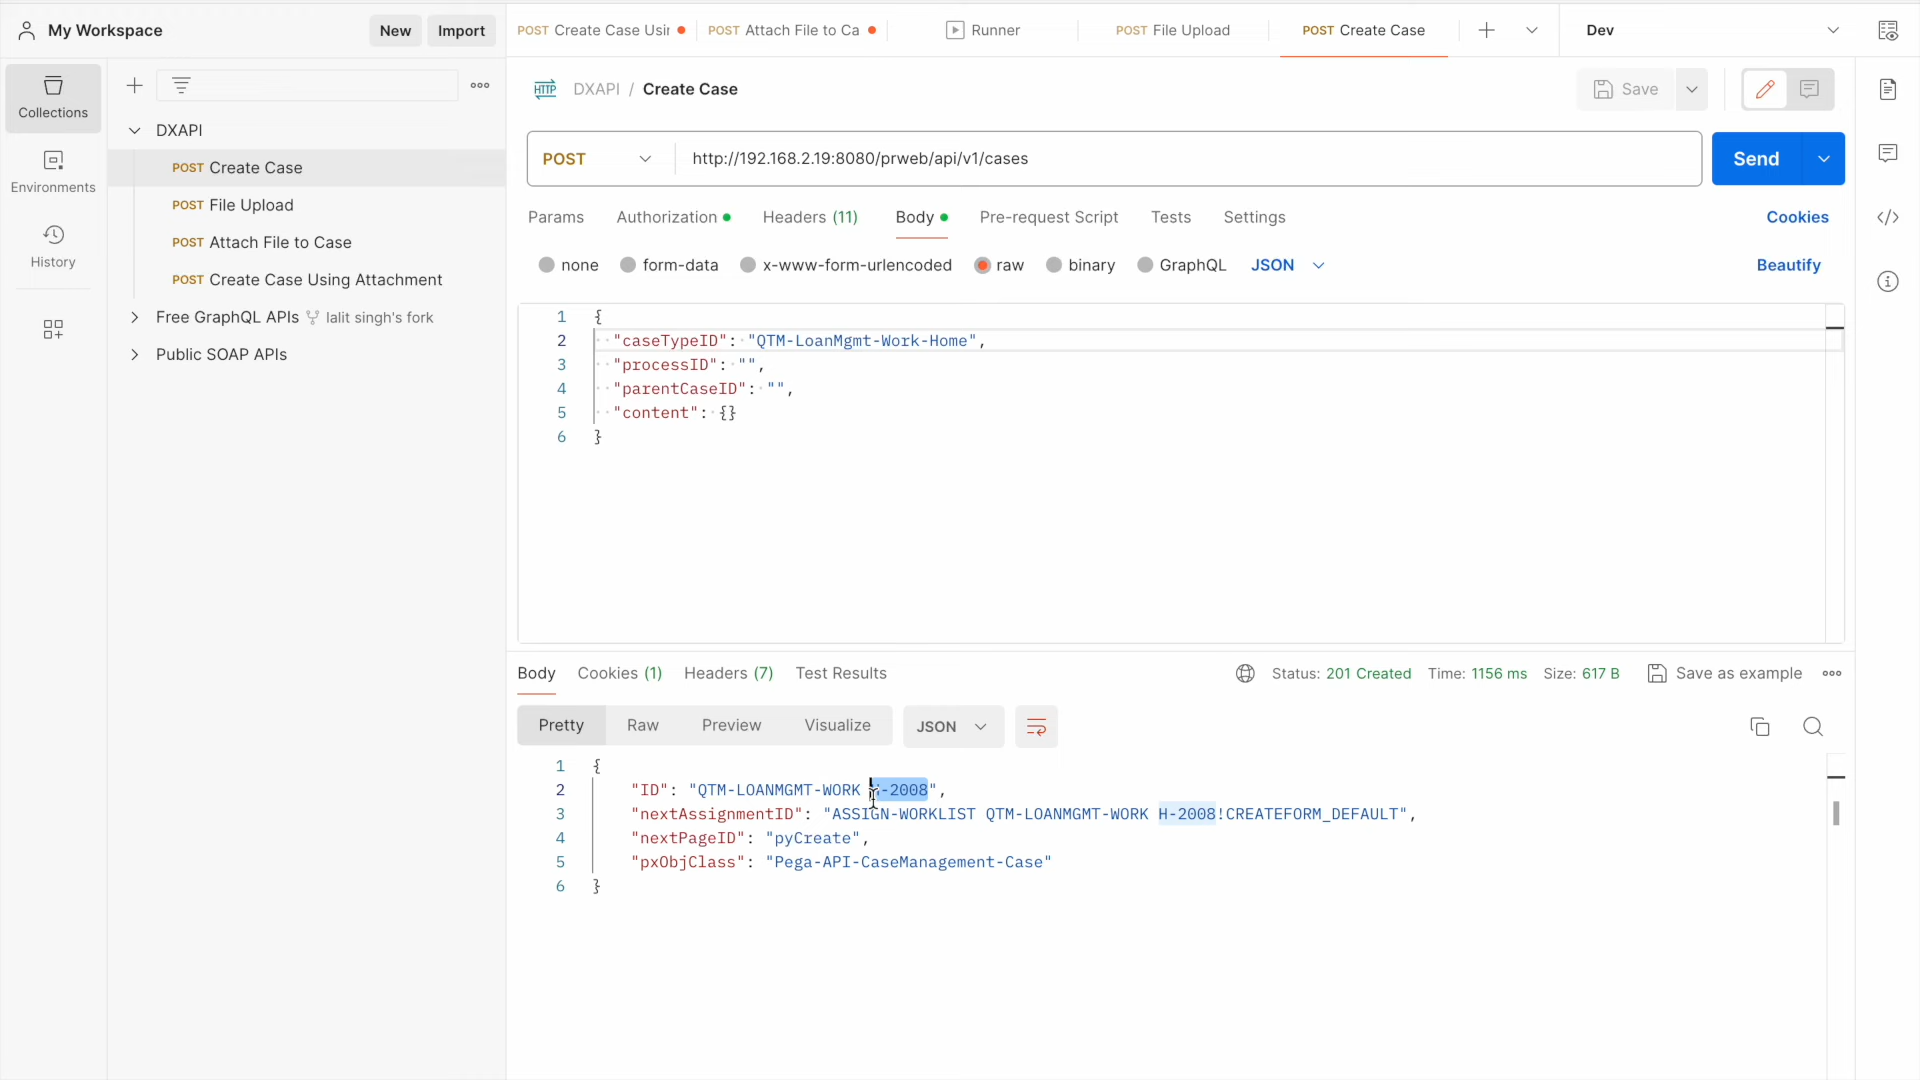 My Workspace
New
Import
POST Create Case Usin
POST Attach File to Ca
Runner
POST File Upload
POST Create Case
Dev
Collections
Environments
History
DXAPI
POST Create Case
POST File Upload
POST Attach File to Case
POST Create Case Using Attachment
Free GraphQL APIs lalit singh's fork
Public SOAP APIs
HTTP DXAPI / Create Case
Save
POST http://192.168.2.19:8080/prweb/api/v1/cases
Send
Params Authorization Headers (11) Body Pre-request Script Tests Settings Cookies
none form-data x-www-form-urlencoded raw binary GraphQL JSON Beautify
1 {
2 "caseTypeID": "QTM-LoanMgmt-Work-Home",
3 "processID": "",
4 "parentCaseID": "",
5 "content": {}
6 }
Body Cookies (1) Headers (7) Test Results Status: 201 Created Time: 1156 ms Size: 617 B Save as example
Pretty Raw Preview Visualize JSON
1 {
2 "ID": "QTM-LOANMGMT-WORK H-2008",
3 "nextAssignmentID": "ASSIGN-WORKLIST QTM-LOANMGMT-WORK H-2008!CREATEFORM_DEFAULT",
4 "nextPageID": "pyCreate",
5 "pxObjClass": "Pega-API-CaseManagement-Case"
6 }